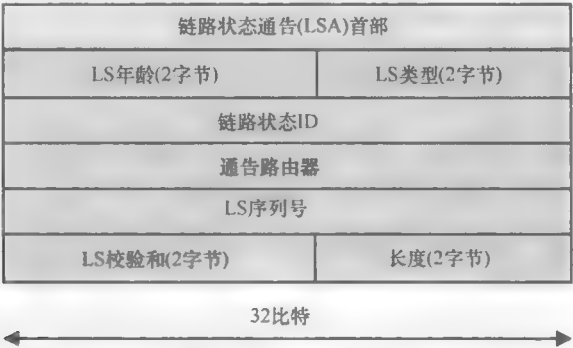 链路状态通告(LSA)首部
LS年龄(2字节) LS类型(2字节)
链路状态ID
通告路由器
LS序列号
LS校验和(2字节) 长度(2字节)
32比特